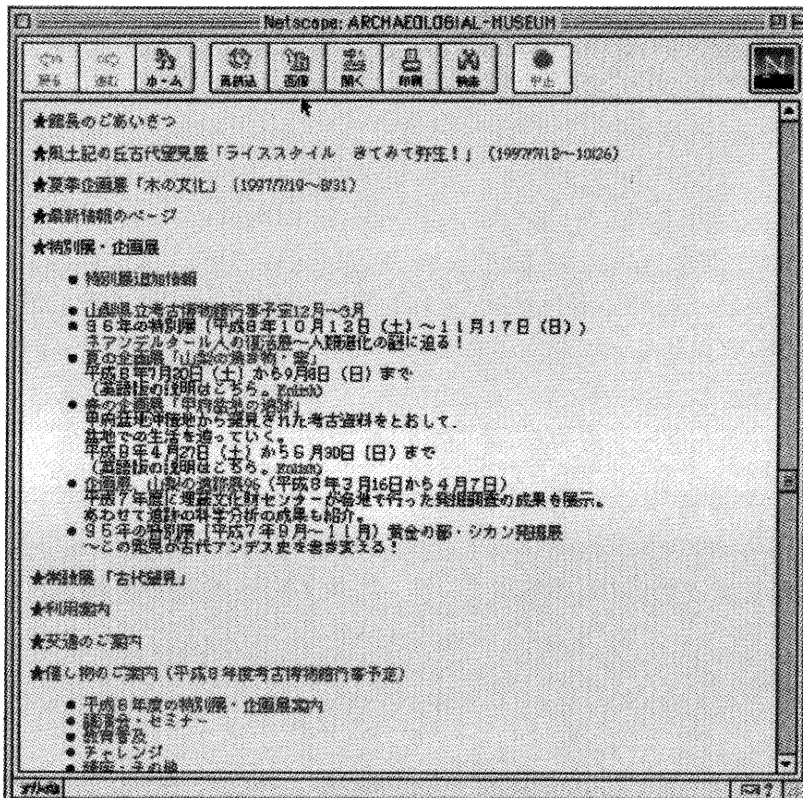 Netscape: ARCHAEOLOGIAL-MUSEUM
戻る 進む ホーム 再読込 画像 開く 印刷 検索 中止
N
★館長のごあいさつ
★風土記の丘古代望見展「ライススタイル きてみて弥生!」(1997/7/12~10/26)
★夏季企画展「木の文化」(1997/7/19~8/31)
★最新情報のページ
★特別展・企画展
● 特別展追加情報
● 山梨県立考古博物館行事予定12月~3月
● 96年の特別展(平成8年10月12日(土)~11月17日(日))
ネアンデルタール人の復活展~人類進化の謎に迫る!
● 夏の企画展「山梨の
平成8年7月20日(土)から9月8日(日)まで
(英語版の説明はこちら。
● 春の企画展「甲府盆地の遺跡」
甲府盆地沖積地から発見された考古資料をとおして、
盆地での生活を追っていく。
平成8年4月27日(土)から6月30日(日)まで
(英語版の説明はこちら。
● 企画展 山梨の遺跡展96(平成8年3月16日から4月7日)
平成7年度に埋蔵文化財センターが各地で行った発掘調査の成果を展示。
あわせて遺跡の科学分析の成果も紹介。
● 95年の特別展(平成7年9月~11月)黄金の都・シカン発掘展
~この発見が古代アンデス史を書き変える!
★常設展「古代望見」
★利用案内
★交通のご案内
★催し物のご案内(平成8年度考古博物館行事予定)
● 平成8年度の特別展・企画展案内
● 講演会・セミナー
● 教育普及
● チャレンジ
● 講座・その他